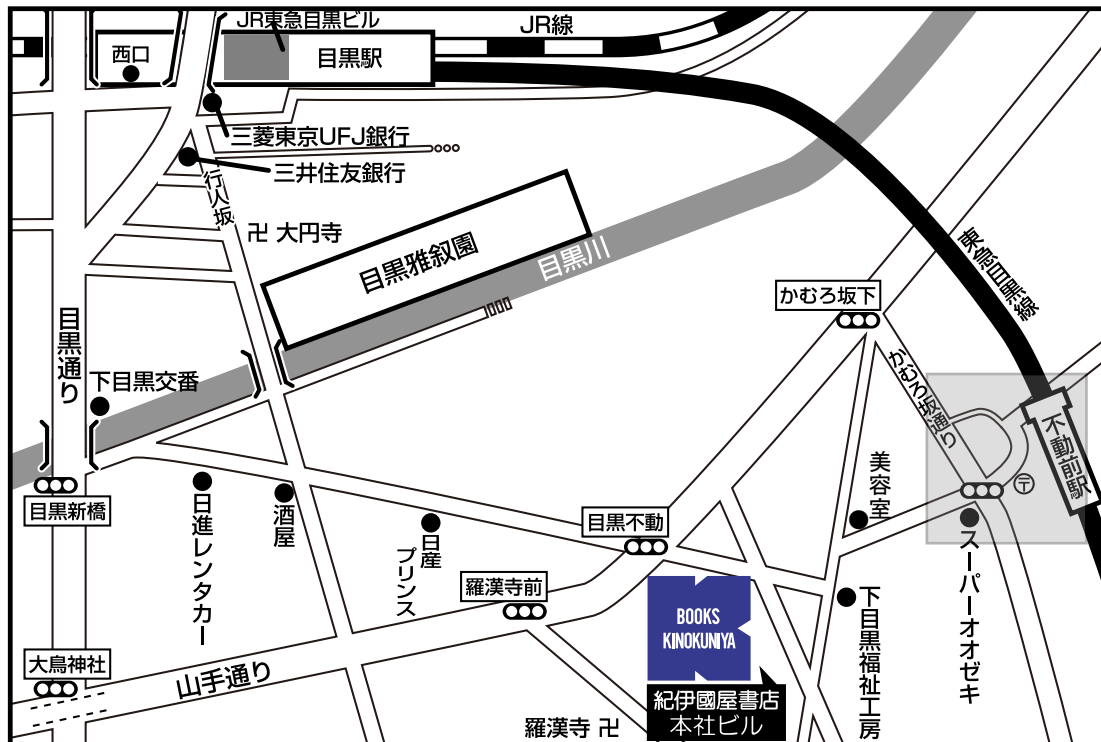 JR東急目黒ビル
JR線
西口
目黒駅
三菱東京UFJ銀行
三井住友銀行
行人坂
卍 大円寺
目黒雅叙園
目黒川
東急目黒線
かむろ坂下
目黒通り
下目黒交番
かむろ坂通り
不動前駅
〒
美容室
目黒新橋
日進レンタカー
酒屋
日産
プリンス
目黒不動
スーパーオオゼキ
羅漢寺前
BOOKS
KINOKUNIYA
下目黒福祉工房
大鳥神社
山手通り
紀伊國屋書店
本社ビル
羅漢寺 卍